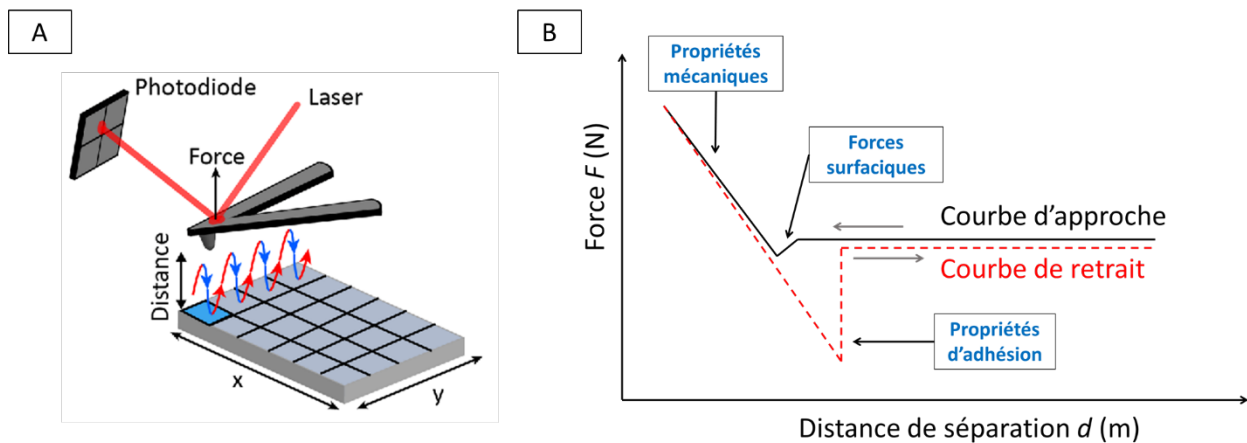 A
Photodiode
Laser
Force
Distance
x
y
B
Propriétés
mécaniques
Forces
surfaciques
Force F (N)
Courbe d’approche
Courbe de retrait
Propriétés
d’adhésion
Distance de séparation d (m)